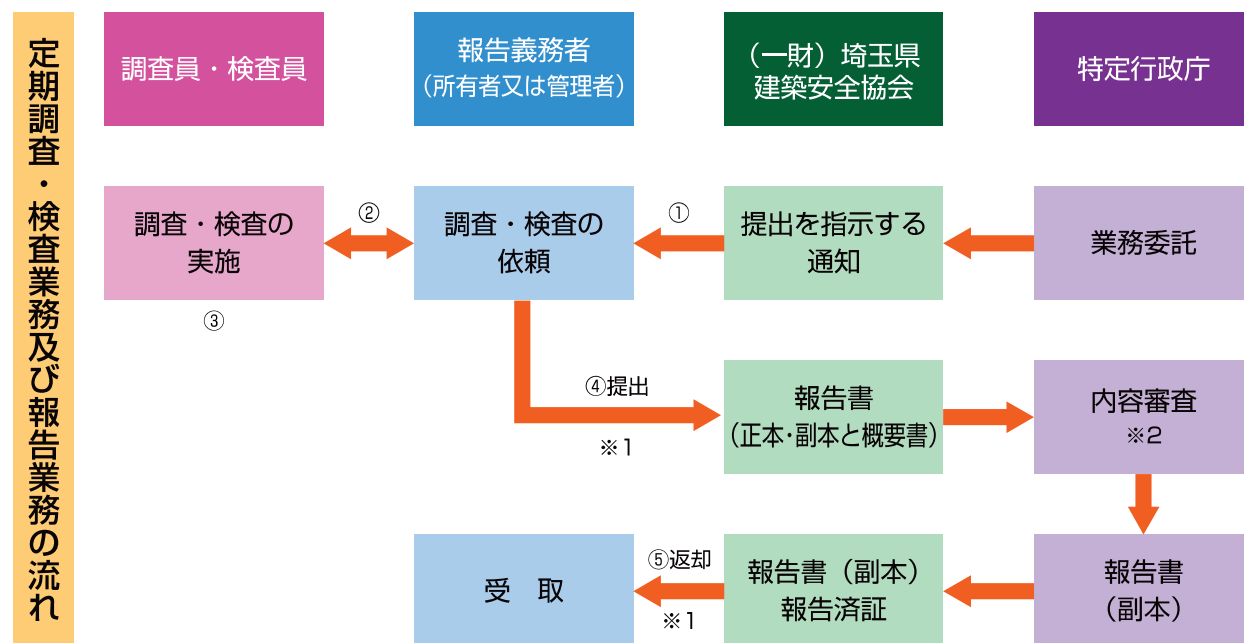 定期調査・検査業務及び報告業務の流れ
調査員・検査員
報告義務者
（所有者又は管理者）
（一財）埼玉県
建築安全協会
特定行政庁
調査・検査の
実施
③
②
調査・検査の
依頼
①
提出を指示する
通知
業務委託
④提出
※１
報告書
（正本・副本と概要書）
内容審査
※２
受　取
⑤返却
※１
報告書（副本）
報告済証
報告書
（副本）